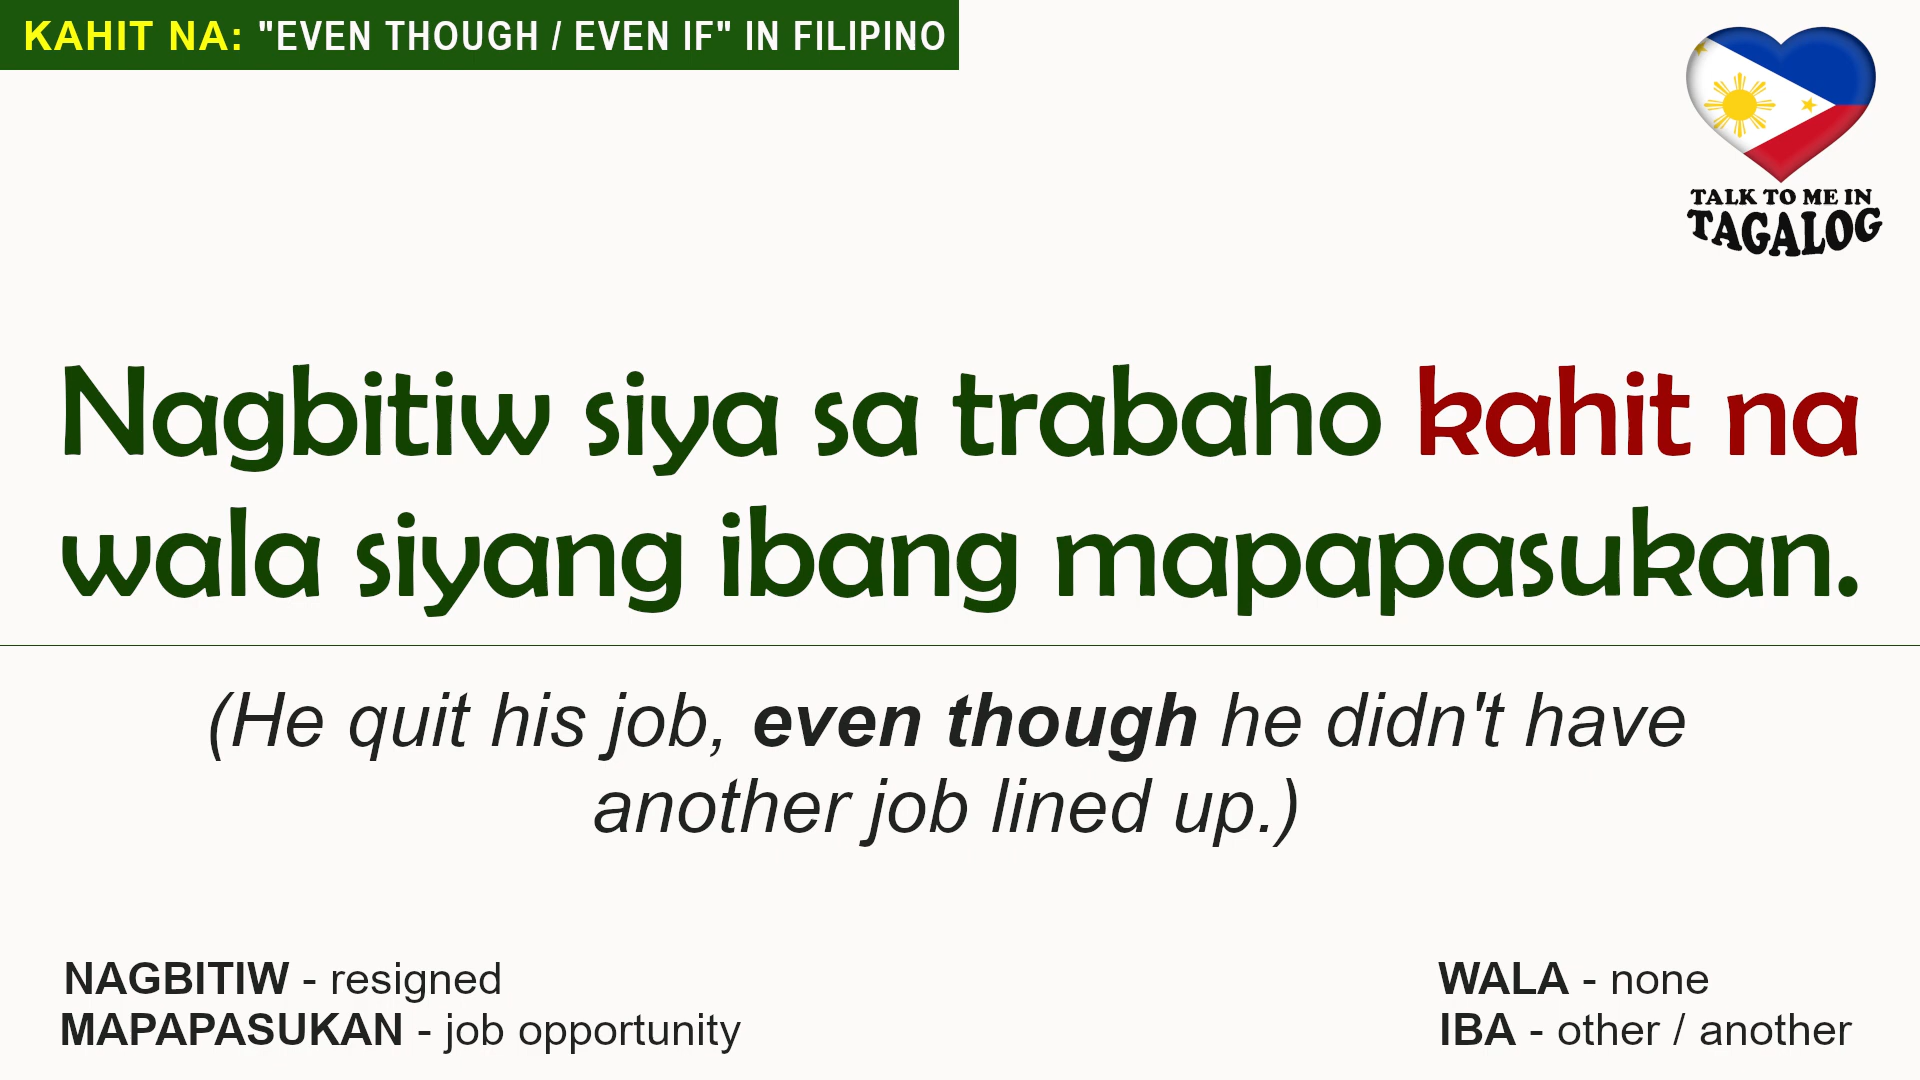 KAHIT NA: "EVEN THOUGH / EVEN IF" IN FILIPINO
TALK TO ME IN
TAGALOG
Nagbitiw siya sa trabaho kahit na
wala siyang ibang mapapasukan.
(He quit his job, even though he didn't have
another job lined up.)
NAGBITIW - resigned
MAPAPASUKAN - job opportunity
WALA - none
IBA - other / another